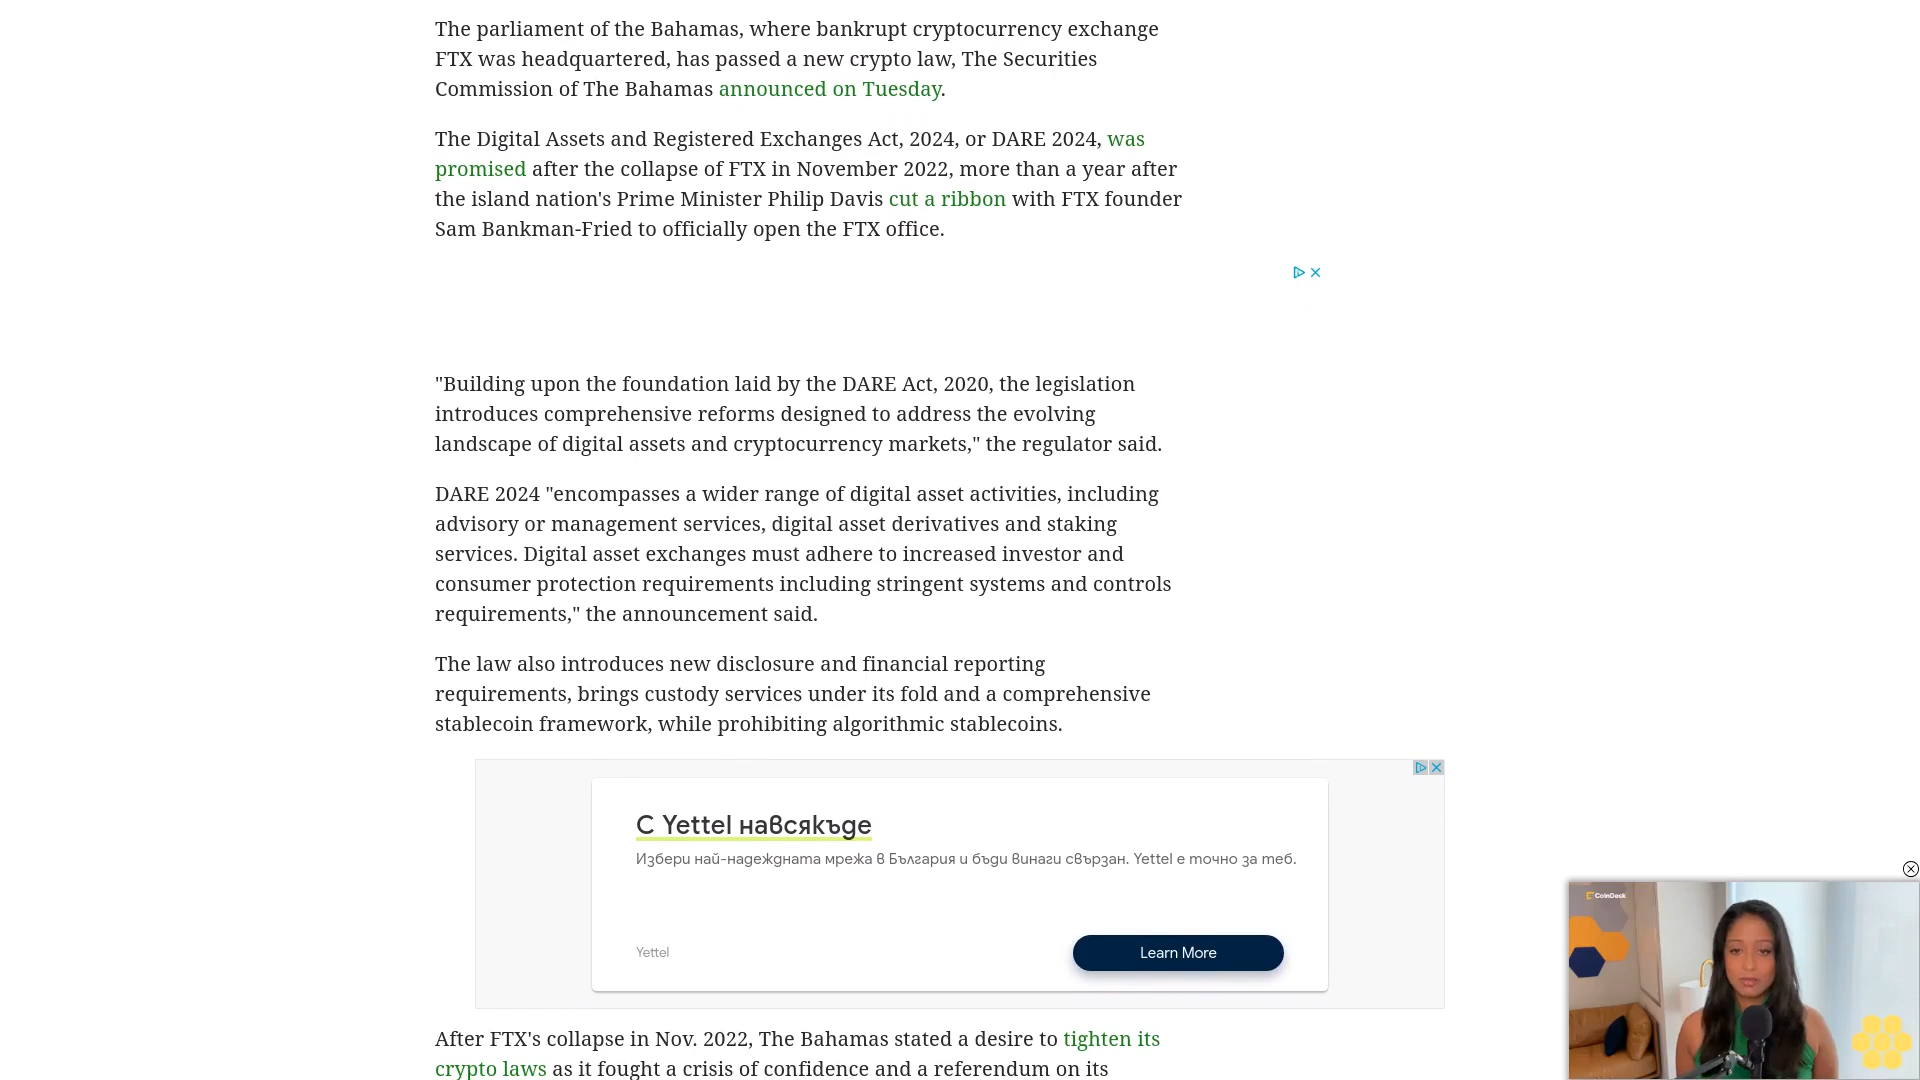 The parliament of the Bahamas, where bankrupt cryptocurrency exchange
FTX was headquartered, has passed a new crypto law, The Securities
Commission of The Bahamas announced on Tuesday.
The Digital Assets and Registered Exchanges Act, 2024, or DARE 2024, was
promised after the collapse of FTX in November 2022, more than a year after
the island nation's Prime Minister Philip Davis cut a ribbon with FTX founder
Sam Bankman-Fried to officially open the FTX office.
"Building upon the foundation laid by the DARE Act, 2020, the legislation
introduces comprehensive reforms designed to address the evolving
landscape of digital assets and cryptocurrency markets," the regulator said.
DARE 2024 "encompasses a wider range of digital asset activities, including
advisory or management services, digital asset derivatives and staking
services. Digital asset exchanges must adhere to increased investor and
consumer protection requirements including stringent systems and controls
requirements," the announcement said.
The law also introduces new disclosure and financial reporting
requirements, brings custody services under its fold and a comprehensive
stablecoin framework, while prohibiting algorithmic stablecoins.
С Yettel навсякъде
Избери най-надеждната мрежа в България и бъди винаги свързан. Yettel е точно за теб.
Yettel
Learn More
CoinDesk
After FTX's collapse in Nov. 2022, The Bahamas stated a desire to tighten its
crypto laws as it fought a crisis of confidence and a referendum on its